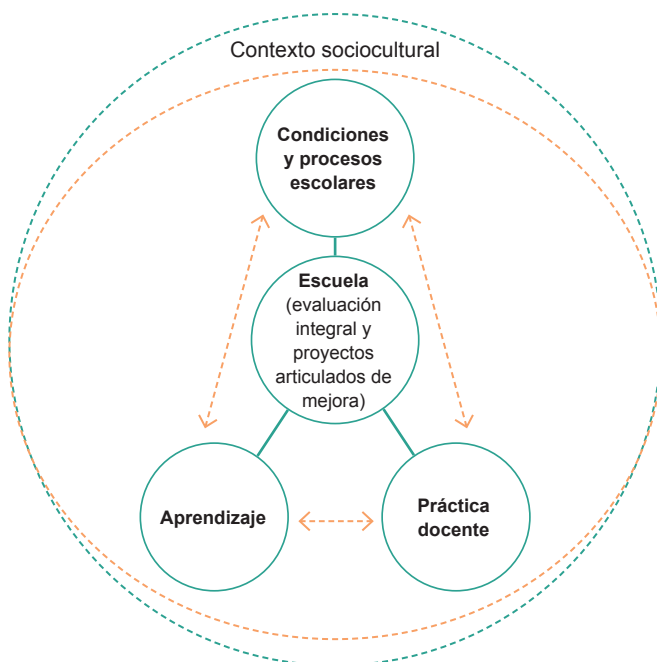 Contexto sociocultural
Condiciones
y procesos
escolares
Escuela
(evaluación
integral y
proyectos
articulados de
mejora)
Aprendizaje
Práctica
docente